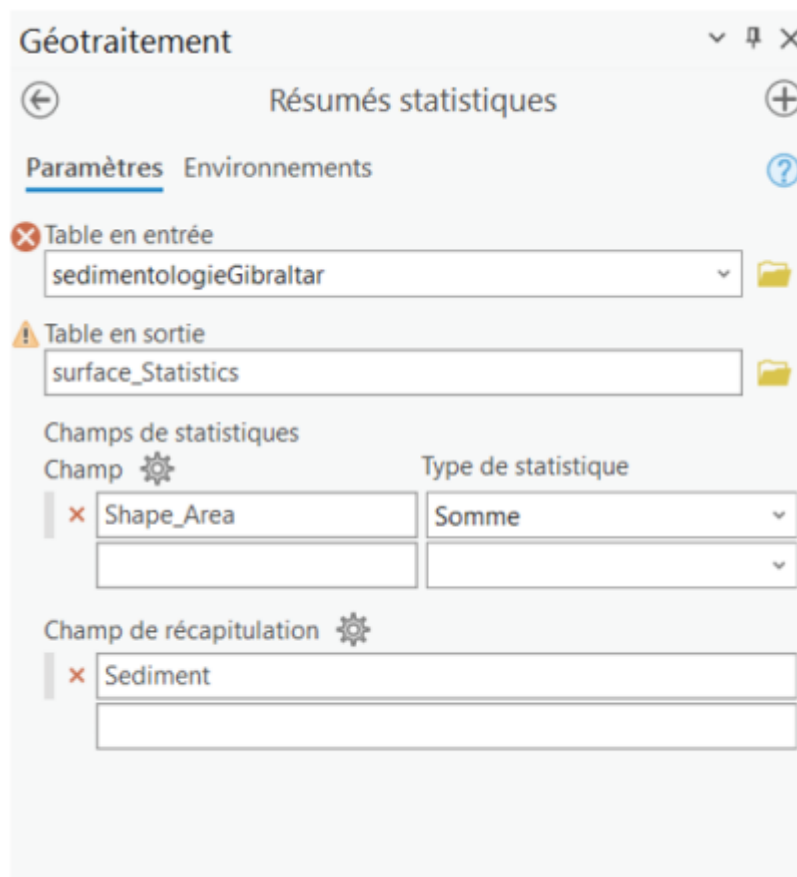 Géotraitement
Résumés statistiques
Paramètres Environnements
Table en entrée
sedimentologieGibraltar
Table en sortie
surface_Statistics
Champs de statistiques
Champ Type de statistique
Shape_Area Somme
Champ de récapitulation
Sediment